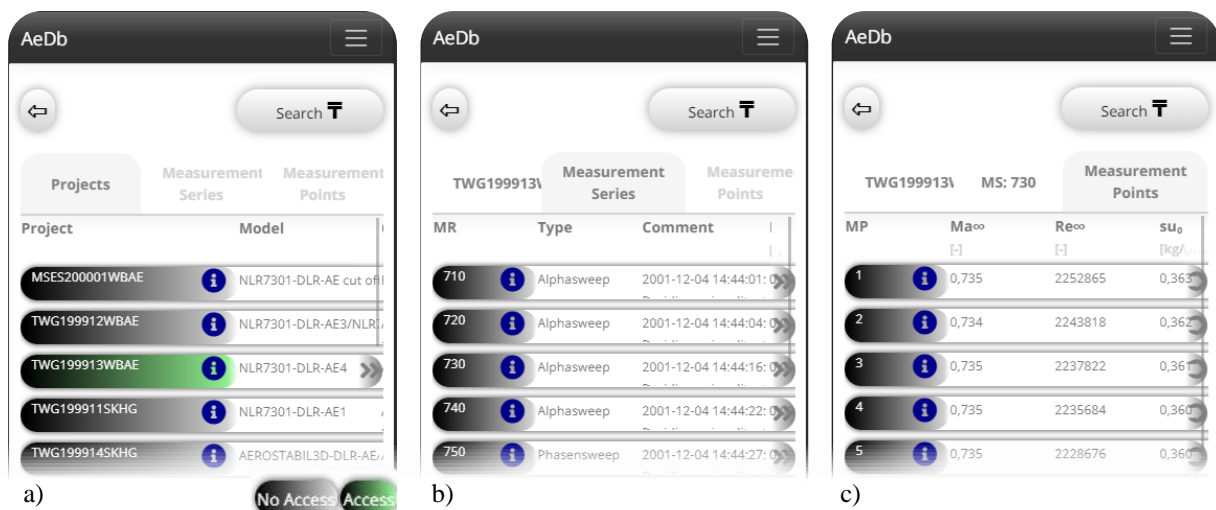 AeDb
Search
Projects
Measurement Series
Measurement Points
Project Model
MSES200001WBAE NLR7301-DLR-AE cut off
TWG199912WBAE NLR7301-DLR-AE3/NLR
TWG199913WBAE NLR7301-DLR-AE4
TWG199911SKHG NLR7301-DLR-AE1
TWG199914SKHG AEROSTABIL3D-DLR-AE/
a)
No Access Access
AeDb
Search
TWG199913
Measurement Series
Points
MR Type Comment
710 Alphasweep 2001-12-04 14:44:01:
720 Alphasweep 2001-12-04 14:44:04:
730 Alphasweep 2001-12-04 14:44:16:
740 Alphasweep 2001-12-04 14:44:22:
750 Phasensweep 2001-12-04 14:44:27:
b)
AeDb
Search
TWG199913 MS: 730
Measurement Points
MP Ma∞ Re∞ su₀
[-] [-] [kg/
1 0,735 2252865 0,363
2 0,734 2243818 0,362
3 0,735 2237822 0,361
4 0,735 2235684 0,360
5 0,735 2228676 0,360
c)